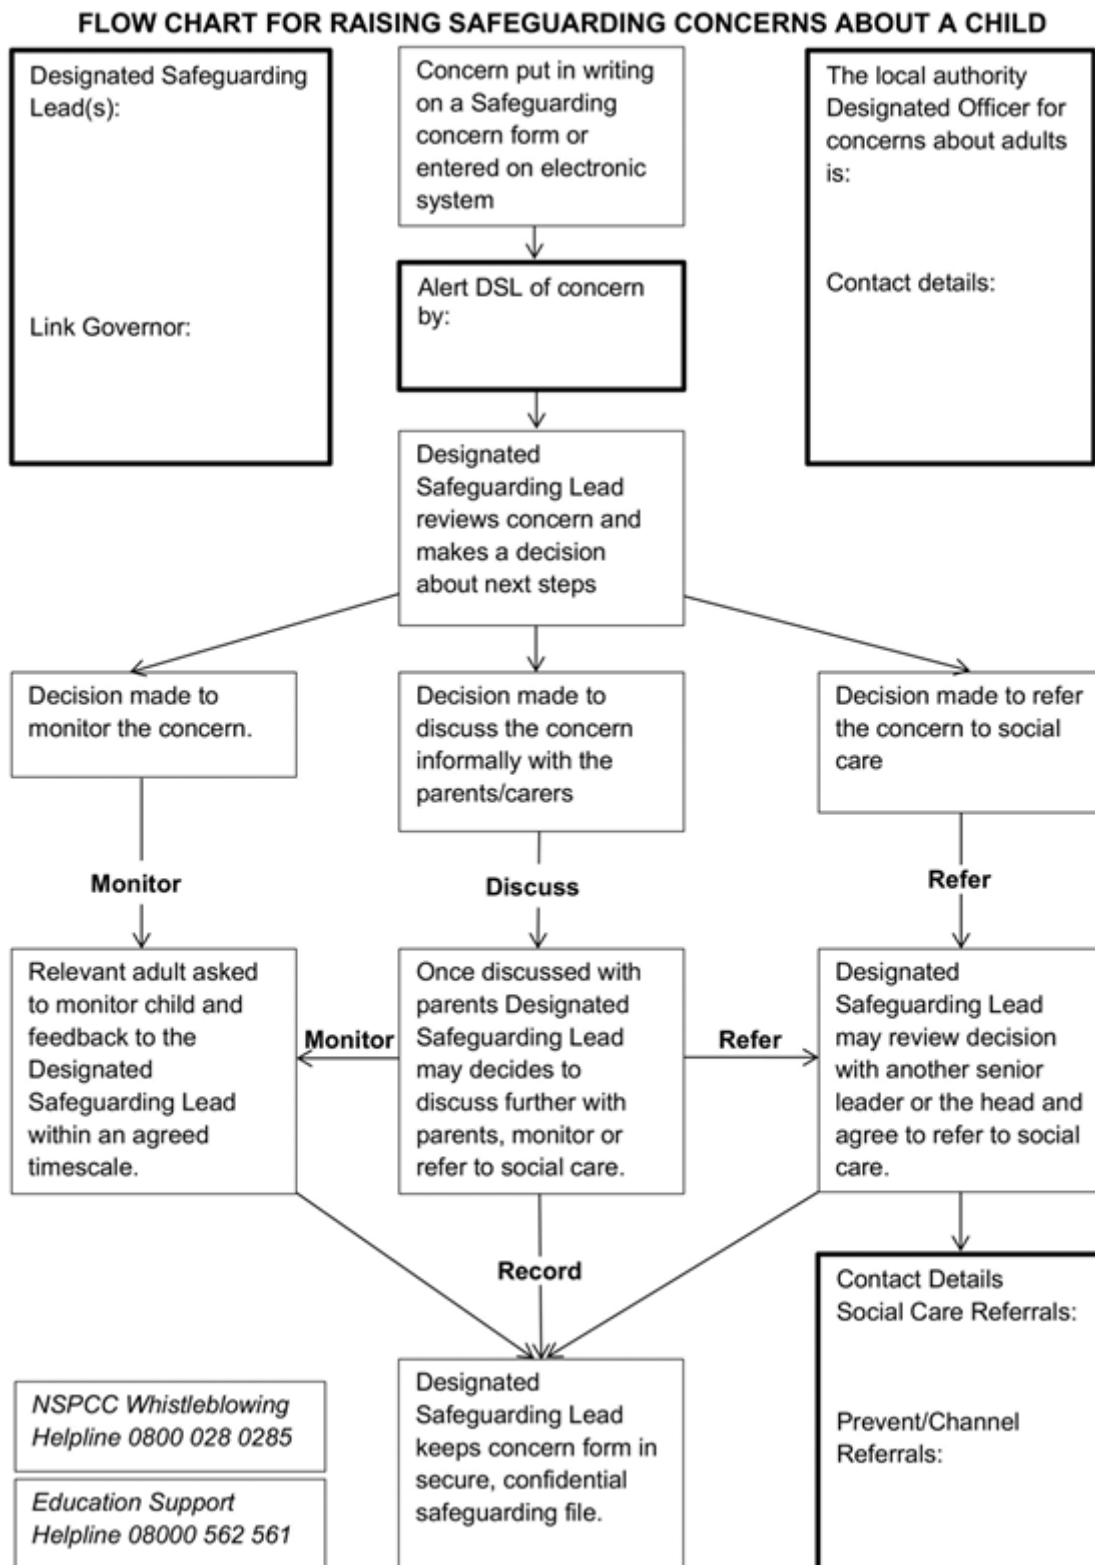 FLOW CHART FOR RAISING SAFEGUARDING CONCERNS ABOUT A CHILD
Designated Safeguarding
Lead(s):
Link Governor:
Concern put in writing
on a Safeguarding
concern form or
entered on electronic
system
The local authority
Designated Officer for
concerns about adults
is:
Contact details:
Alert DSL of concern
by:
Designated
Safeguarding Lead
reviews concern and
makes a decision
about next steps
Decision made to
monitor the concern.
Decision made to
discuss the concern
informally with the
parents/carers
Decision made to refer
the concern to social
care
Monitor
Discuss
Refer
Relevant adult asked
to monitor child and
feedback to the
Designated
Safeguarding Lead
within an agreed
timescale.
Monitor
Once discussed with
parents Designated
Safeguarding Lead
may decides to
discuss further with
parents, monitor or
refer to social care.
Refer
Designated
Safeguarding Lead
may review decision
with another senior
leader or the head and
agree to refer to social
care.
Record
Contact Details
Social Care Referrals:
Prevent/Channel
Referrals:
Designated
Safeguarding Lead
keeps concern form in
secure, confidential
safeguarding file.
NSPCC Whistleblowing
Helpline 0800 028 0285
Education Support
Helpline 08000 562 561